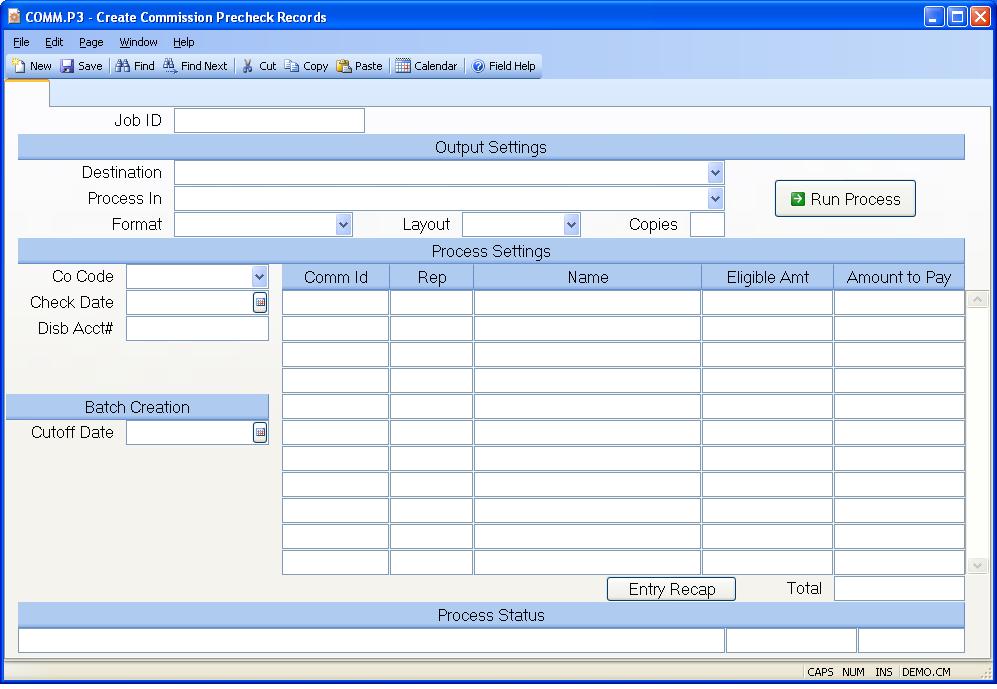 COMM.P3 - Create Commission Precheck Records
File Edit Page Window Help
New Save Find Find Next Cut Copy Paste Calendar Field Help
Job ID
Output Settings
Destination
Process In
Run Process
Format Layout Copies
Process Settings
Co Code Comm Id Rep Name Eligible Amt Amount to Pay
Check Date
Disb Acct#
Batch Creation
Cutoff Date
Entry Recap Total
Process Status
CAPS NUM INS DEMO.CM